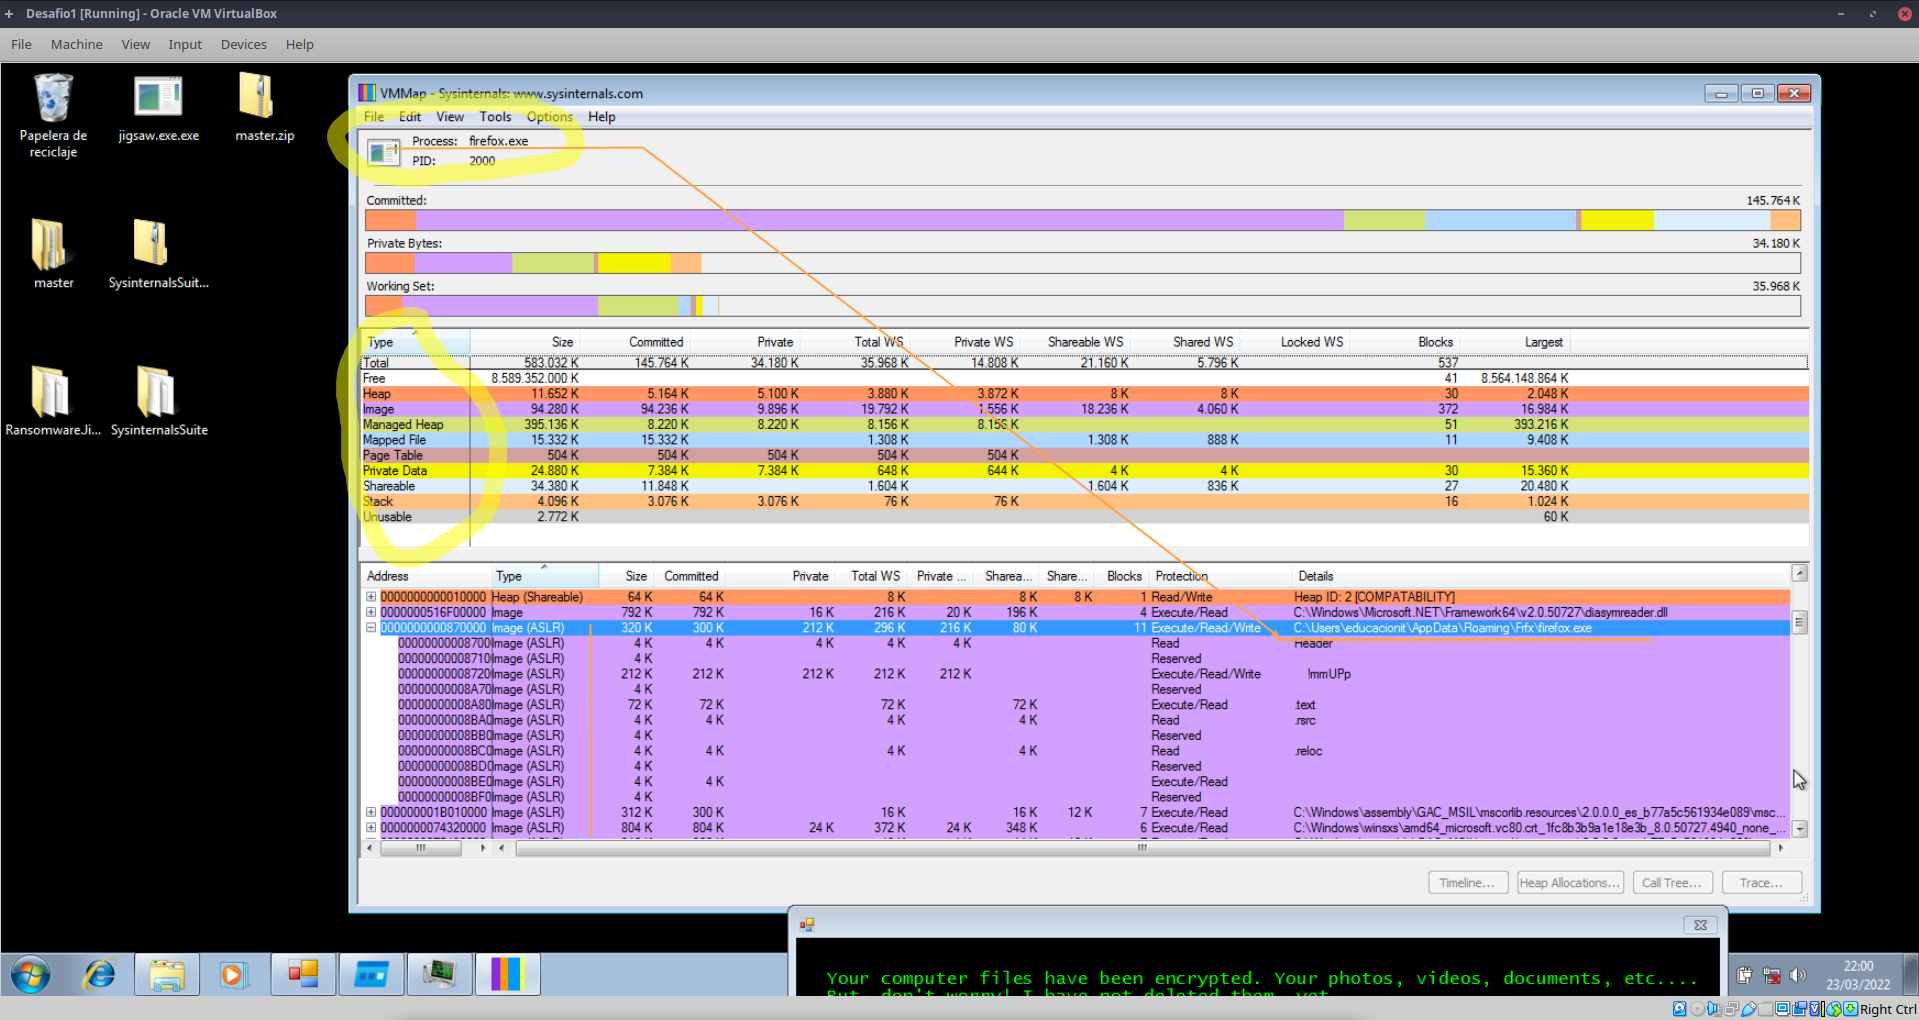 Desafio1 [Running] - Oracle VM VirtualBox
File Machine View Input Devices Help
Papelera de reciclaje
jigsaw.exe.exe
master.zip
master
SysinternalsSuit...
Ransomware.Ji...
SysinternalsSuite
VMMap - Sysinternals: www.sysinternals.com
File Edit View Tools Options Help
Process: firefox.exe
PID: 2000
Committed: 145.764 K
Private Bytes: 34.180 K
Working Set: 35.968 K
Type Size Committed Private Total WS Private WS Shareable WS Shared WS Locked WS Blocks Largest
Total 583.032 K 145.764 K 34.180 K 35.968 K 14.808 K 21.160 K 5.796 K 537
Free 8.589.352.000 K 41 8.564.148.864 K
Heap 11.652 K 5.164 K 5.100 K 3.880 K 3.872 K 8 K 8 K 30 2.048 K
Image 94.280 K 94.236 K 9.896 K 19.792 K 1.556 K 18.236 K 4.060 K 372 16.984 K
Managed Heap 395.136 K 8.220 K 8.220 K 8.156 K 8.156 K 51 393.216 K
Mapped File 15.332 K 15.332 K 1.308 K 1.308 K 888 K 11 9.408 K
Page Table 504 K 504 K 504 K 504 K 504 K
Private Data 24.880 K 7.384 K 7.384 K 648 K 644 K 4 K 4 K 30 15.360 K
Shareable 34.380 K 11.848 K 1.604 K 1.604 K 836 K 27 20.480 K
Stack 4.096 K 3.076 K 3.076 K 76 K 76 K 16 1.024 K
Unusable 2.772 K 60 K
Address Type Size Committed Private Total WS Private ... Sharea... Share... Blocks Protection Details
0000000000010000 Heap (Shareable) 64 K 64 K 8 K 8 K 8 K 1 Read/Write Heap ID: 2 [COMPATABILITY]
0000000516F00000 Image 792 K 792 K 16 K 216 K 20 K 196 K 4 Execute/Read C:\Windows\Microsoft.NET\Framework64\v2.0.50727\diasymreader.dll
0000000000870000 Image (ASLR) 320 K 300 K 212 K 296 K 216 K 80 K 11 Execute/Read/Write C:\Users\educacionit\AppData\Roaming\Frfx\firefox.exe
00000000008700 Image (ASLR) 4 K 4 K 4 K 4 K 4 K Read Header
00000000008710 Image (ASLR) 4 K Reserved
00000000008720 Image (ASLR) 212 K 212 K 212 K 212 K 212 K Execute/Read/Write !mmUPp
00000000008A70 Image (ASLR) 4 K Reserved
00000000008A80 Image (ASLR) 72 K 72 K 72 K 72 K Execute/Read .text
00000000008BA0 Image (ASLR) 4 K 4 K 4 K 4 K Read .rsrc
00000000008BB0 Image (ASLR) 4 K Reserved
00000000008BC0 Image (ASLR) 4 K 4 K 4 K 4 K Read .reloc
00000000008BD0 Image (ASLR) 4 K Reserved
00000000008BE0 Image (ASLR) 4 K 4 K Execute/Read
00000000008BF0 Image (ASLR) 4 K Reserved
000000001B010000 Image (ASLR) 312 K 300 K 16 K 16 K 12 K 7 Execute/Read C:\Windows\assembly\GAC_MSIL\mscorlib.resources\2.0.0.0_es_b77a5c561934e089\msc...
0000000074320000 Image (ASLR) 804 K 804 K 24 K 372 K 24 K 348 K 6 Execute/Read C:\Windows\winsxs\amd64_microsoft.vc80.crt_1fc8b3b9a1e18e3b_8.0.50727.4940_none_...
Timeline... Heap Allocations... Call Tree... Trace...
Your computer files have been encrypted. Your photos, videos, documents, etc....
But, don't worry! I have not deleted them, yet.
22:00
23/03/2022
Right Ctrl